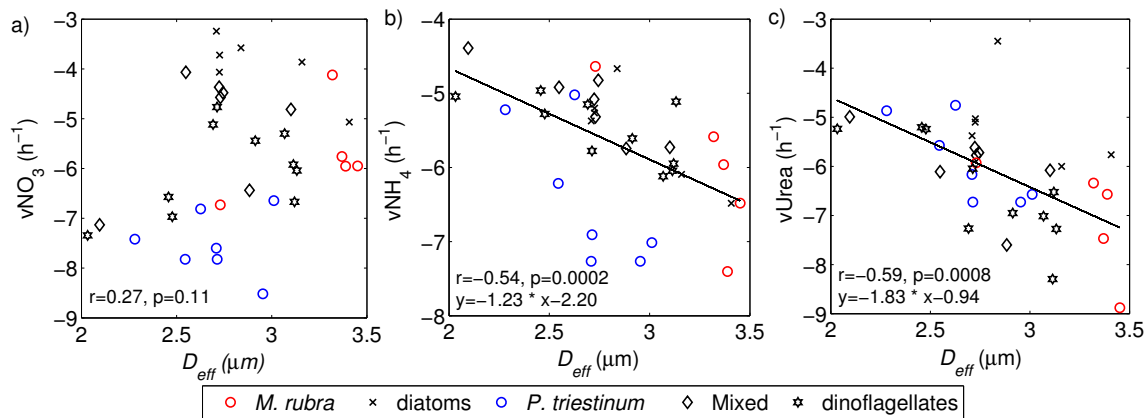 a)
−3
−4
−5
−6
−7
−8
−9
vNO3 (h−1)
r=0.27, p=0.11
2 2.5 3 3.5
Deff (μm)
b)
−4
−5
−6
−7
−8
vNH4 (h−1)
r=−0.54, p=0.0002
y=−1.23 * x−2.20
2 2.5 3 3.5
Deff (μm)
c)
−3
−4
−5
−6
−7
−8
−9
vUrea (h−1)
r=−0.59, p=0.0008
y=−1.83 * x−0.94
2 2.5 3 3.5
Deff (μm)
M. rubra diatoms P. triestinum Mixed dinoflagellates